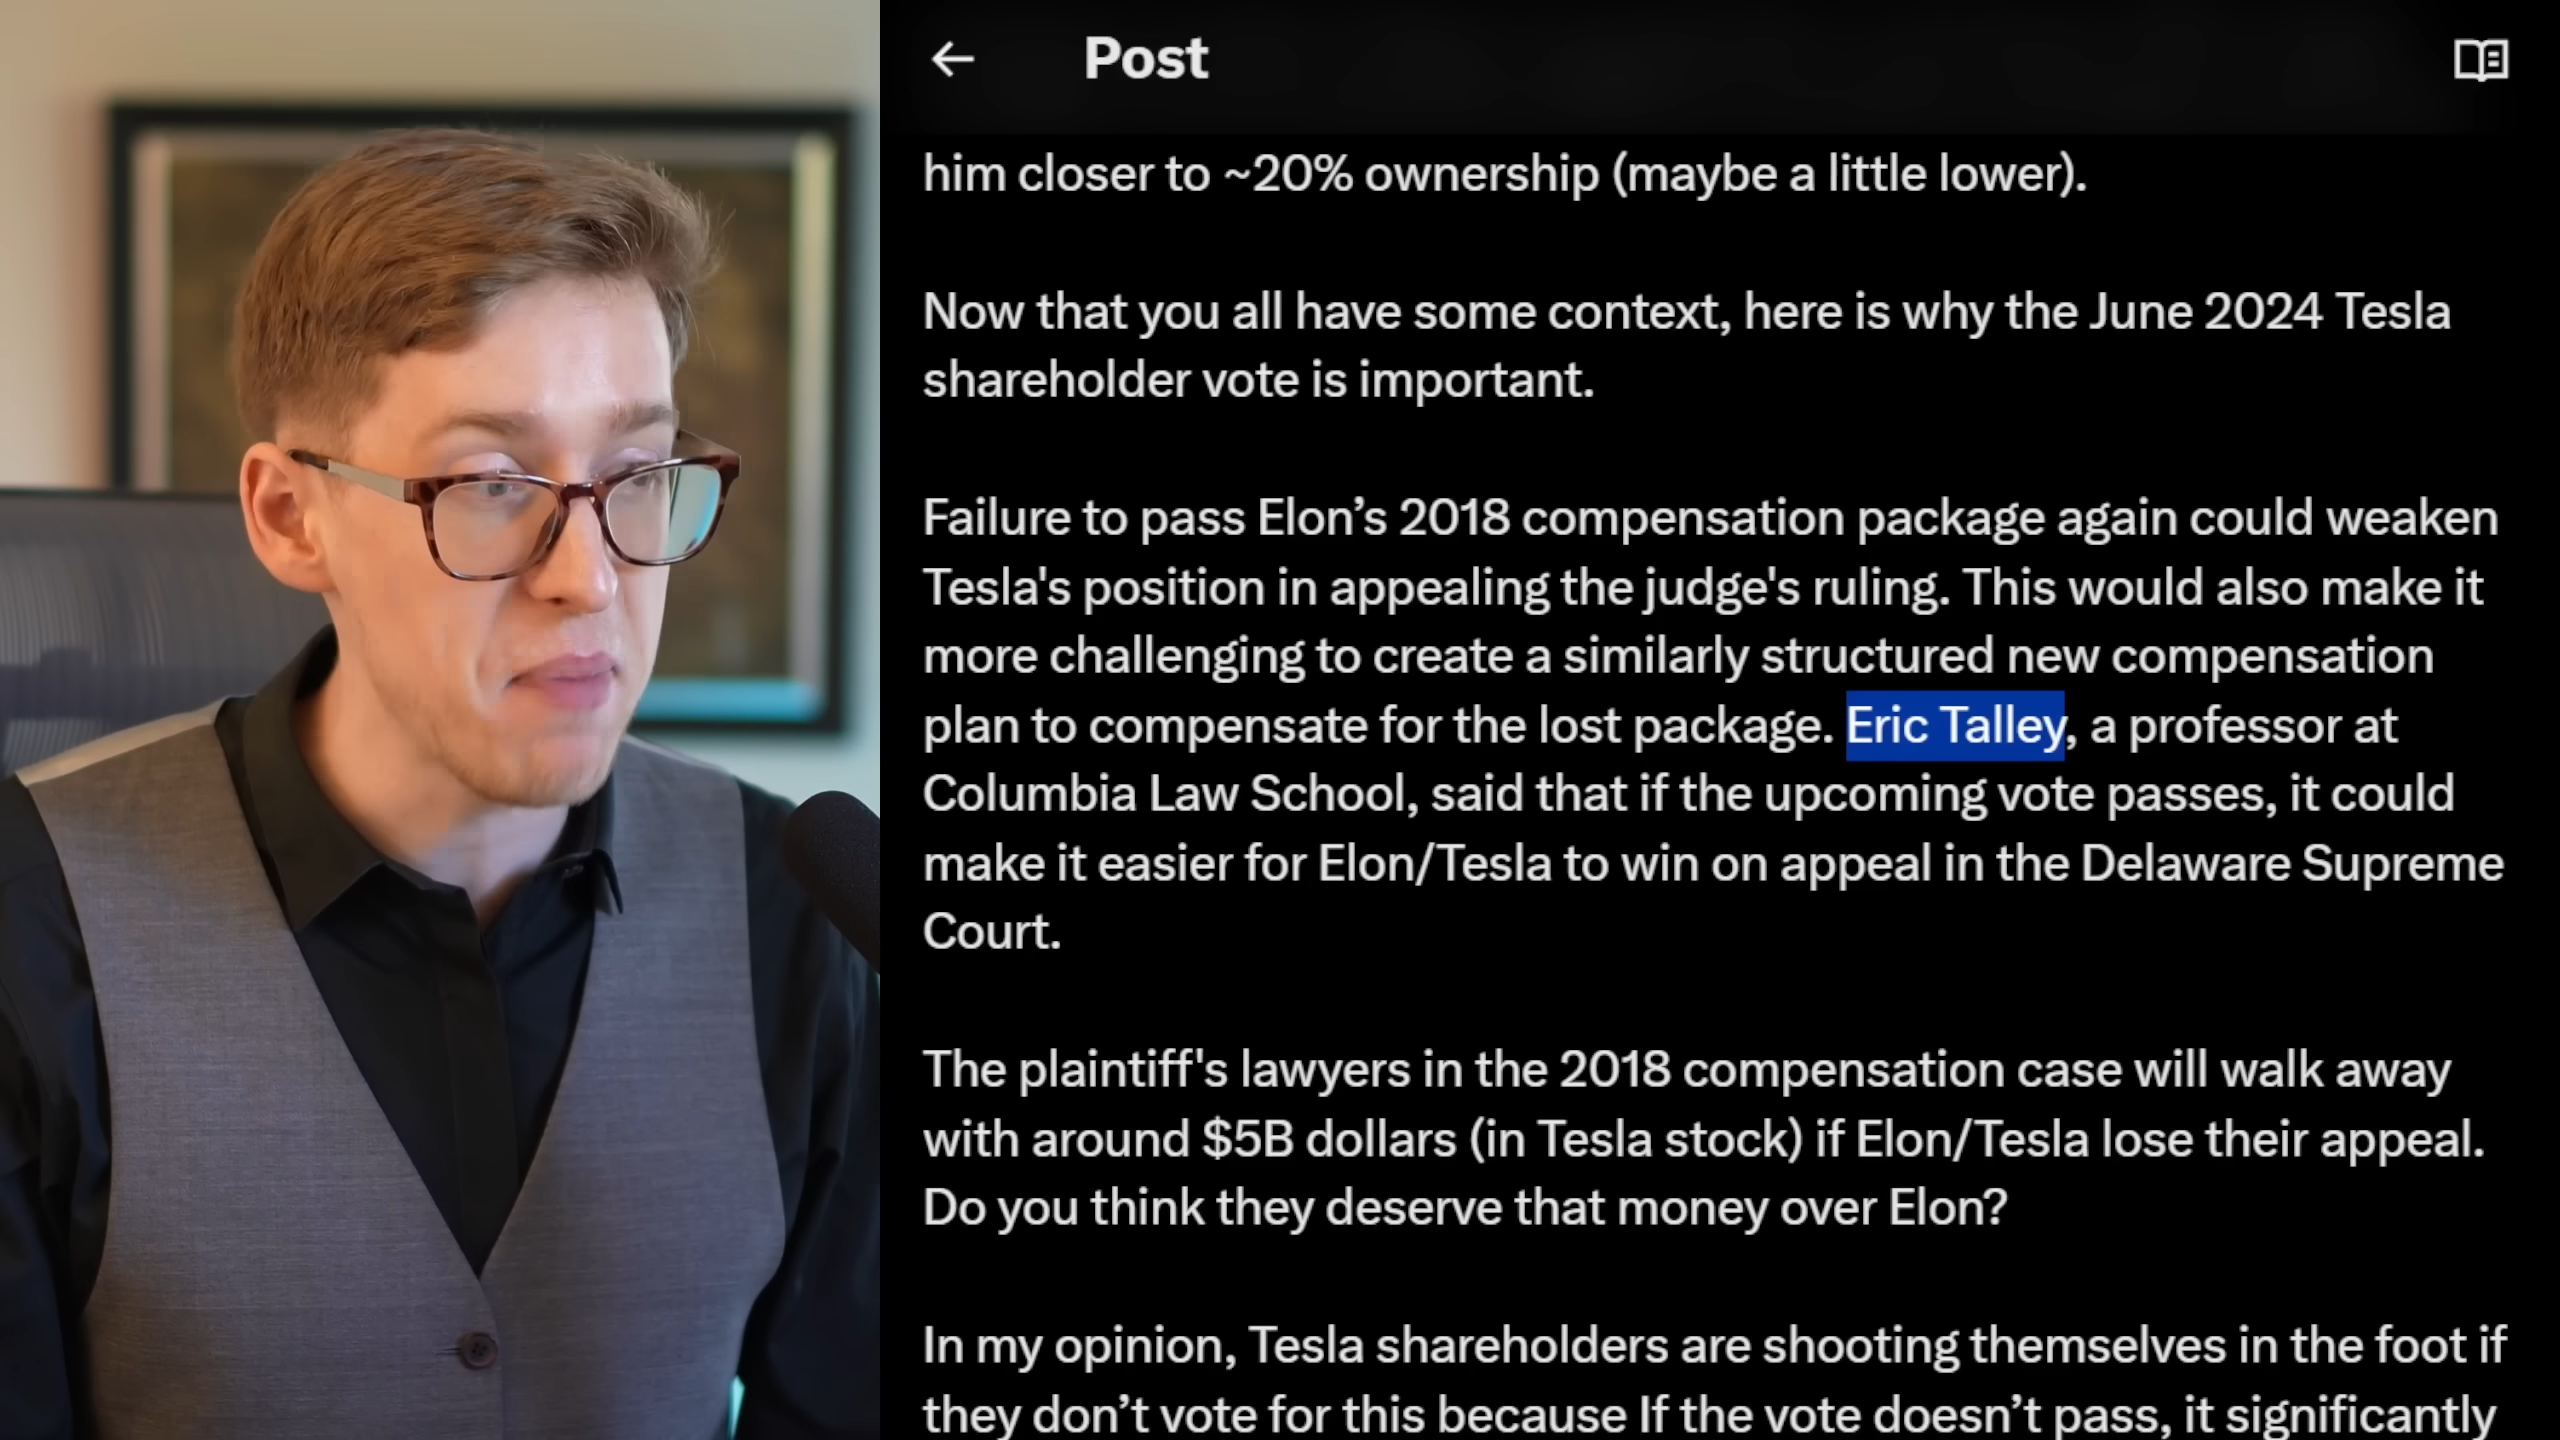 Post
him closer to ~20% ownership (maybe a little lower).
Now that you all have some context, here is why the June 2024 Tesla
shareholder vote is important.
Failure to pass Elon’s 2018 compensation package again could weaken
Tesla's position in appealing the judge's ruling. This would also make it
more challenging to create a similarly structured new compensation
plan to compensate for the lost package. Eric Talley, a professor at
Columbia Law School, said that if the upcoming vote passes, it could
make it easier for Elon/Tesla to win on appeal in the Delaware Supreme
Court.
The plaintiff's lawyers in the 2018 compensation case will walk away
with around $5B dollars (in Tesla stock) if Elon/Tesla lose their appeal.
Do you think they deserve that money over Elon?
In my opinion, Tesla shareholders are shooting themselves in the foot if
they don’t vote for this because If the vote doesn’t pass, it significantly